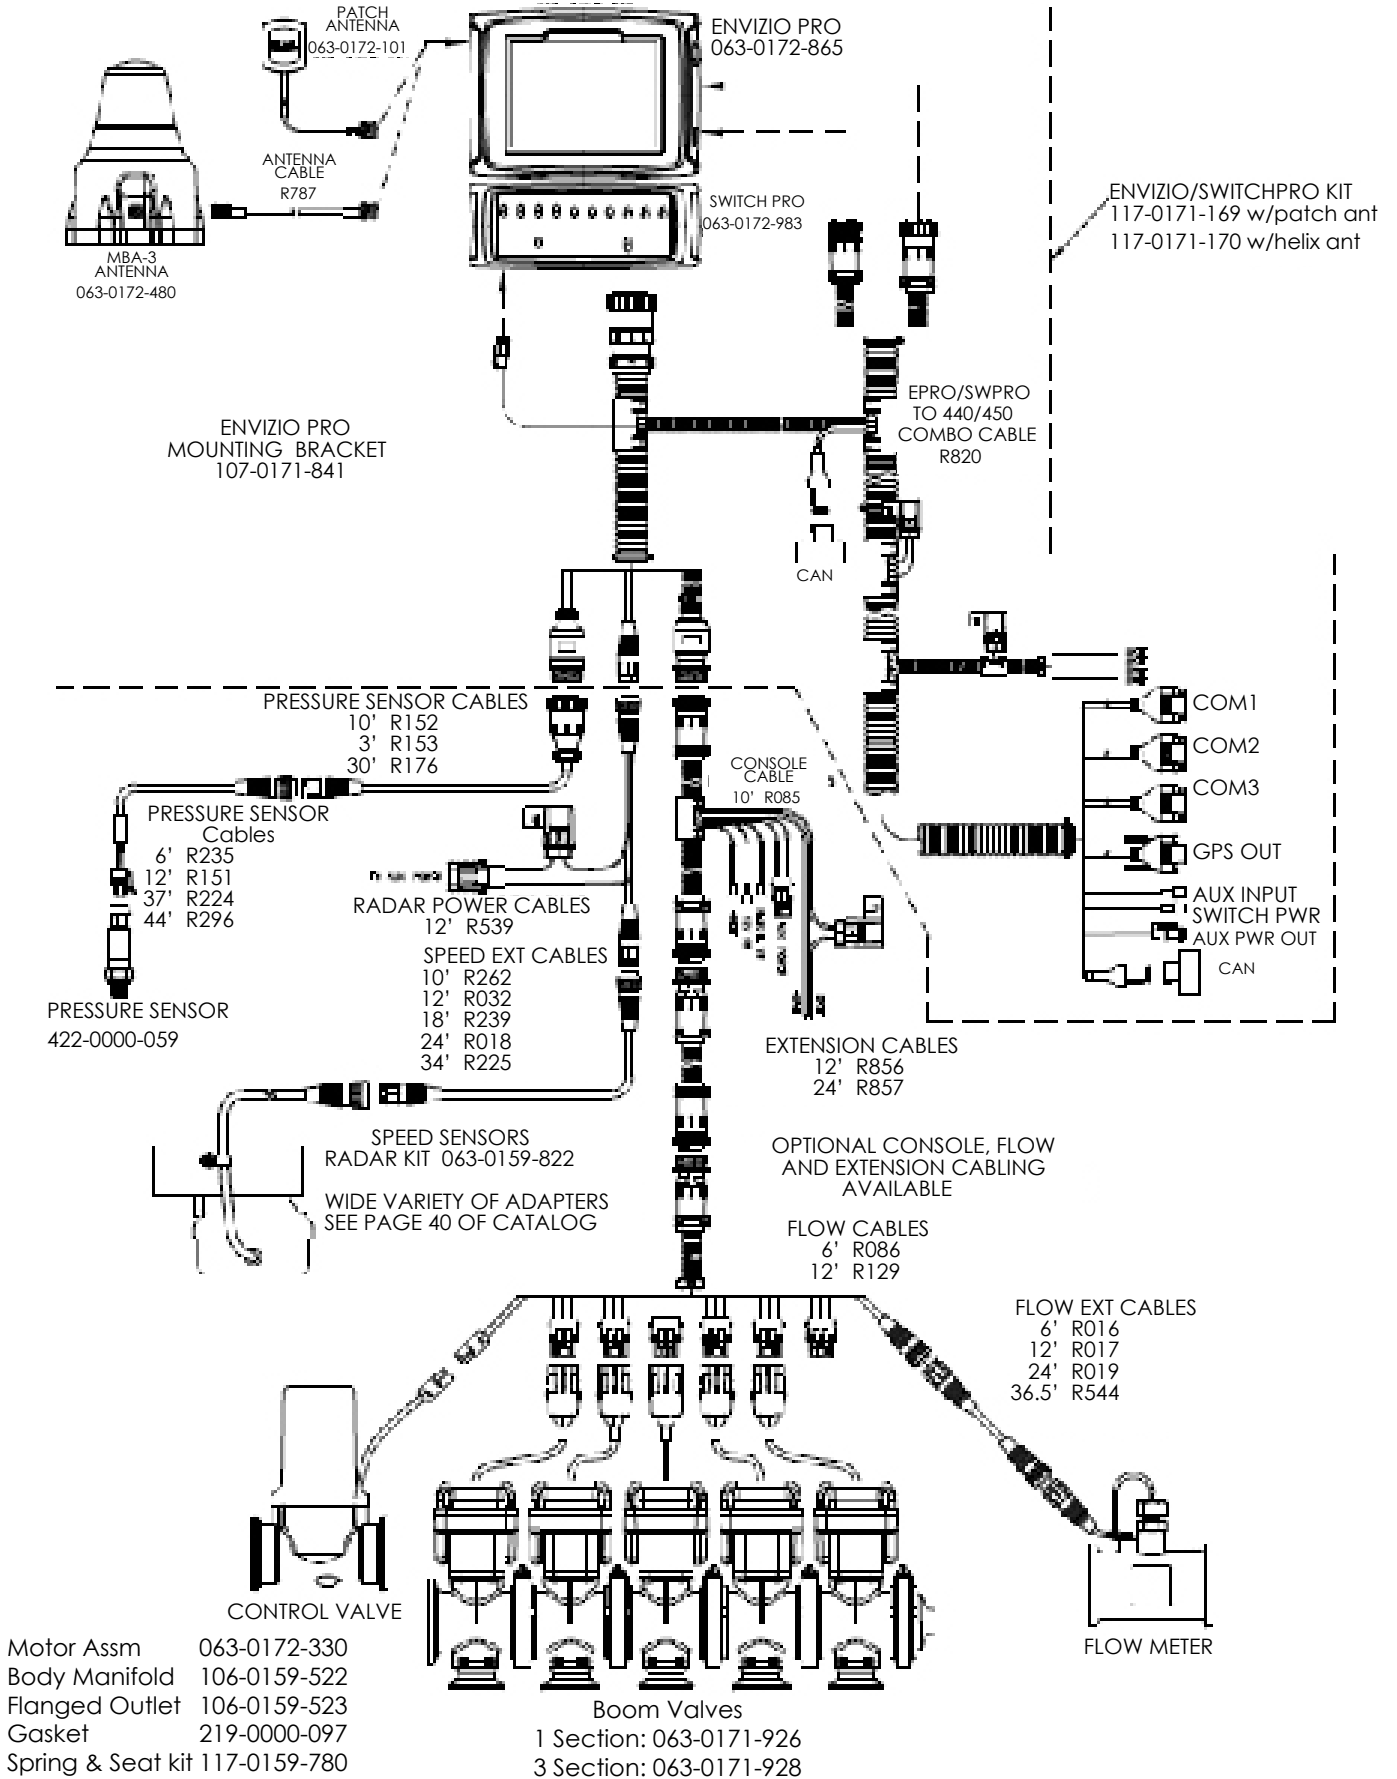 PATCH
ANTENNA
063-0172-101
ENVIZIO PRO
063-0172-865
ANTENNA
CABLE
R787
MBA-3
ANTENNA
063-0172-480
SWITCH PRO
063-0172-983
ENVIZIO/SWITCHPRO KIT
117-0171-169 w/patch ant
117-0171-170 w/helix ant
ENVIZIO PRO
MOUNTING BRACKET
107-0171-841
EPRO/SWPRO
TO 440/450
COMBO CABLE
R820
CAN
PRESSURE SENSOR CABLES
10' R152
3' R153
30' R176
PRESSURE SENSOR
Cables
6' R235
12' R151
37' R224
44' R296
PRESSURE SENSOR
422-0000-059
CONSOLE
CABLE
10' R085
COM1
COM2
COM3
GPS OUT
AUX INPUT
SWITCH PWR
AUX PWR OUT
CAN
RADAR POWER CABLES
12' R539
SPEED EXT CABLES
10' R262
12' R032
18' R239
24' R018
34' R225
EXTENSION CABLES
12' R856
24' R857
SPEED SENSORS
RADAR KIT 063-0159-822
WIDE VARIETY OF ADAPTERS
SEE PAGE 40 OF CATALOG
OPTIONAL CONSOLE, FLOW
AND EXTENSION CABLING
AVAILABLE
FLOW CABLES
6' R086
12' R129
FLOW EXT CABLES
6' R016
12' R017
24' R019
36.5' R544
CONTROL VALVE
Motor Assm 063-0172-330
Body Manifold 106-0159-522
Flanged Outlet 106-0159-523
Gasket 219-0000-097
Spring & Seat kit 117-0159-780
Boom Valves
1 Section: 063-0171-926
3 Section: 063-0171-928
FLOW METER